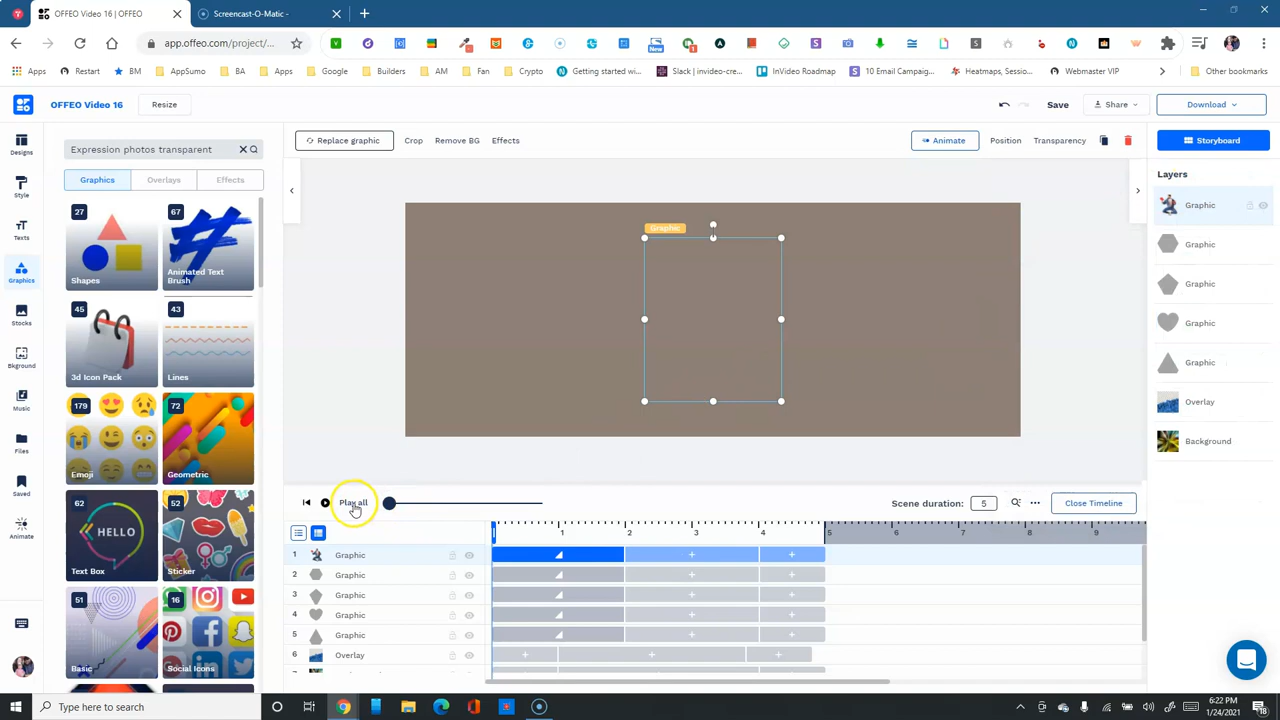 OFFEO Video 16 | OFFEO
Screencast-O-Matic -
app.offeo.com/project/...
New
Apps
Restart
BM
AppSumo
BA
Apps
Google
Builders
AM
Fan
Crypto
Getting started wi...
Slack | invideo-cre...
InVideo Roadmap
10 Email Campaig...
Heatmaps, Sessio...
Webmaster VIP
Other bookmarks
OFFEO Video 16
Resize
Save
Share
Download
Designs
Style
Texts
Graphics
Stocks
Bkground
Music
Files
Saved
Animate
Expression photos transparent
Graphics
Overlays
Effects
27
Shapes
67
Animated Text
Brush
45
3d Icon Pack
43
Lines
179
Emoji
72
Geometric
62
HELLO
Text Box
52
Sticker
51
Basic
16
Social Icons
Replace graphic
Crop
Remove BG
Effects
Animate
Position
Transparency
Graphic
Storyboard
Layers
Graphic
Graphic
Graphic
Graphic
Graphic
Overlay
Background
Play all
Scene duration:
5
Close Timeline
1 2 3 4 5 6 7 8 9
1 Graphic
2 Graphic
3 Graphic
4 Graphic
5 Graphic
6 Overlay
Type here to search
6:22 PM
1/24/2021
18